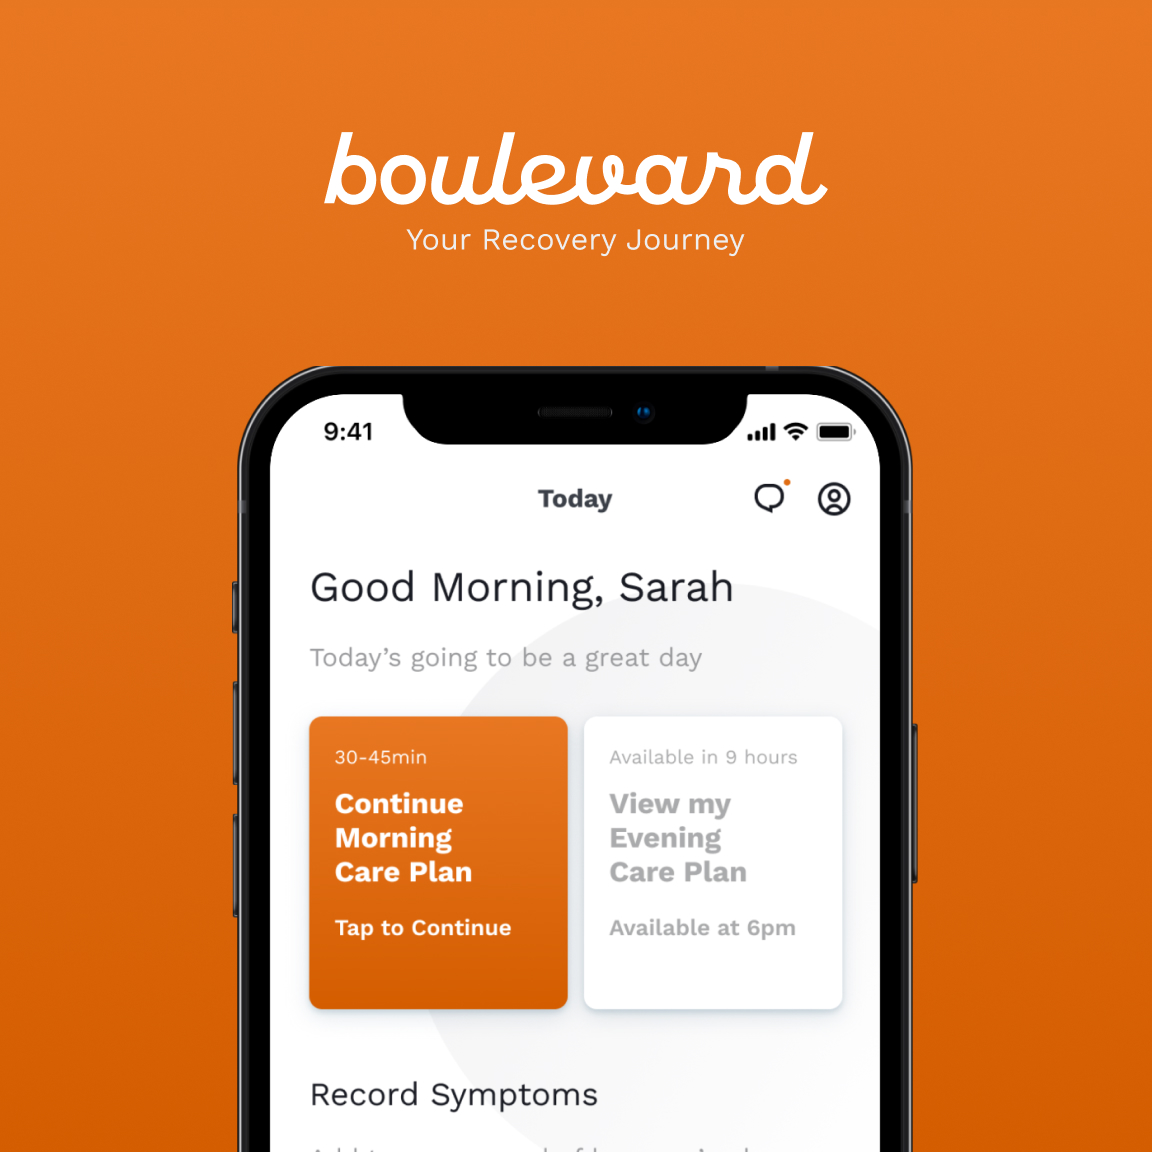 boulevard
Your Recovery Journey
9:41
Today
Good Morning, Sarah
Today's going to be a great day
30-45min
Continue
Morning
Care Plan
Tap to Continue
Available in 9 hours
View my
Evening
Care Plan
Available at 6pm
Record Symptoms